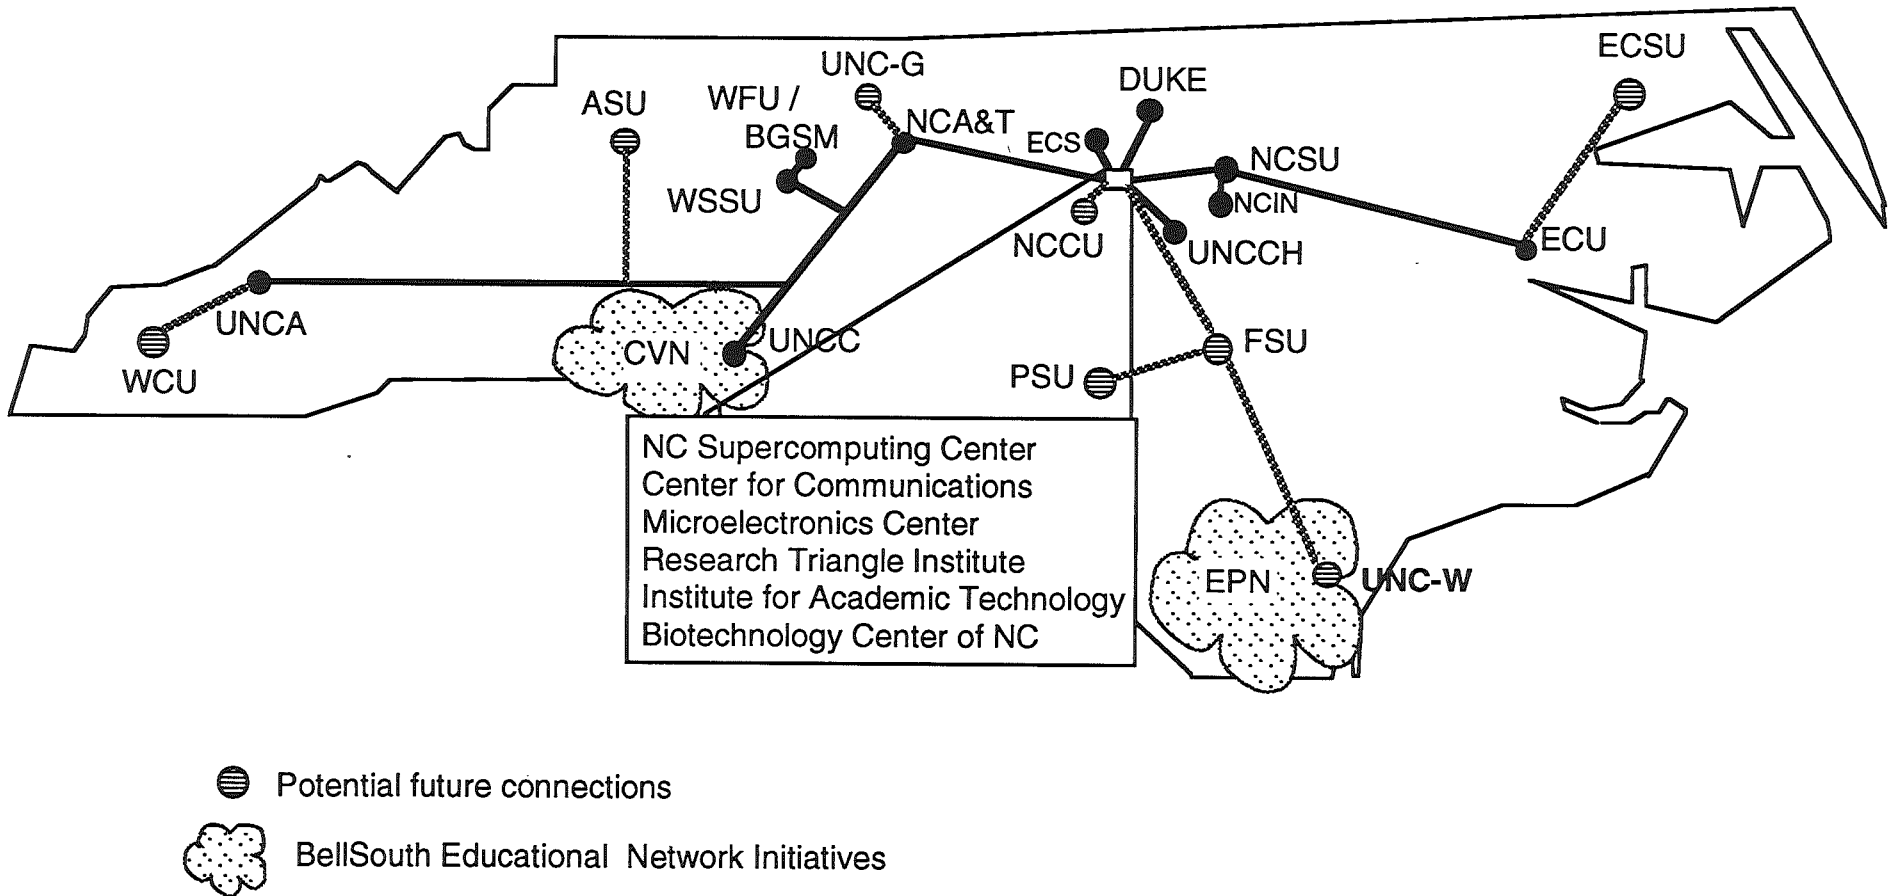 ECSU
UNC-G
DUKE
ASU
WFU /
BGSM
NCA&T
ECS
NCSU
WSSU
NCIN
NCCU
UNCCH
ECU
UNCA
WCU
CVN
UNCC
FSU
PSU
NC Supercomputing Center
Center for Communications
Microelectronics Center
Research Triangle Institute
Institute for Academic Technology
Biotechnology Center of NC
EPN
UNC-W
Potential future connections
BellSouth Educational Network Initiatives